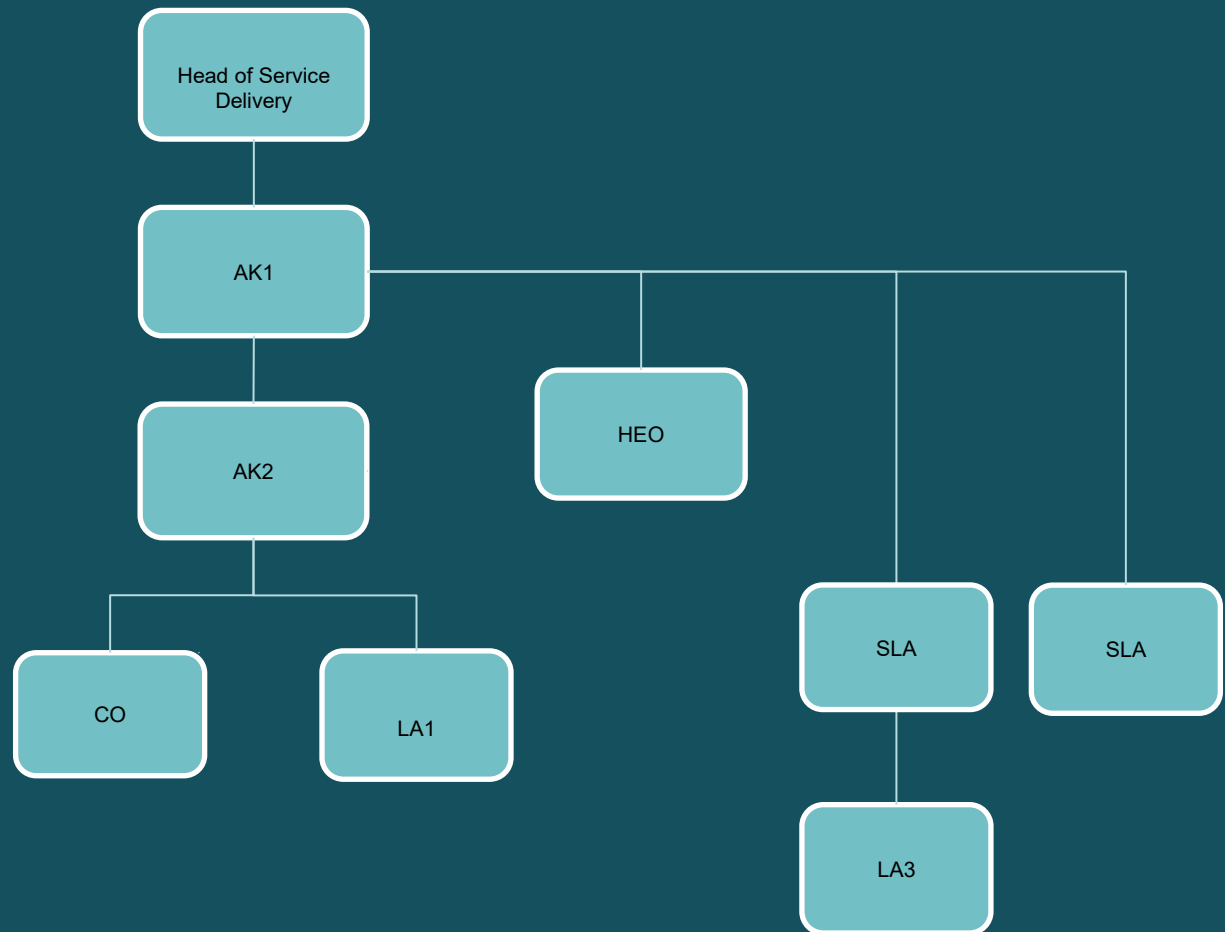 Head of Service
Delivery
AK1
HEO
AK2
SLA
SLA
CO
LA1
LA3